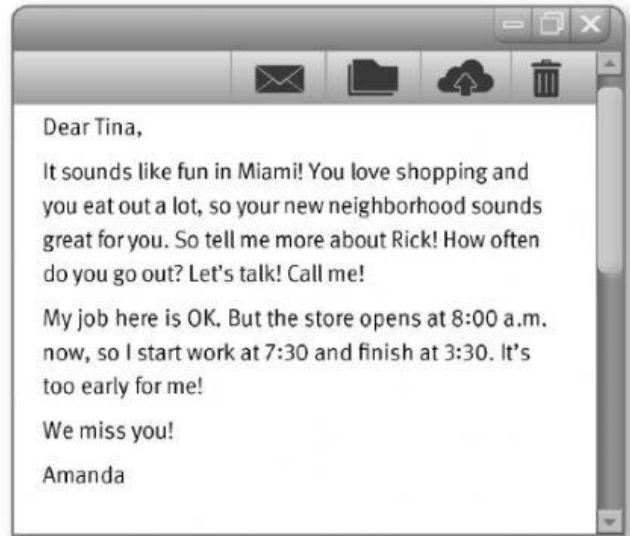 Dear Tina,
It sounds like fun in Miami! You love shopping and
you eat out a lot, so your new neighborhood sounds
great for you. So tell me more about Rick! How often
do you go out? Let's talk! Call me!
My job here is OK. But the store opens at 8:00 a.m.
now, so I start work at 7:30 and finish at 3:30. It's
too early for me!
We miss you!
Amanda